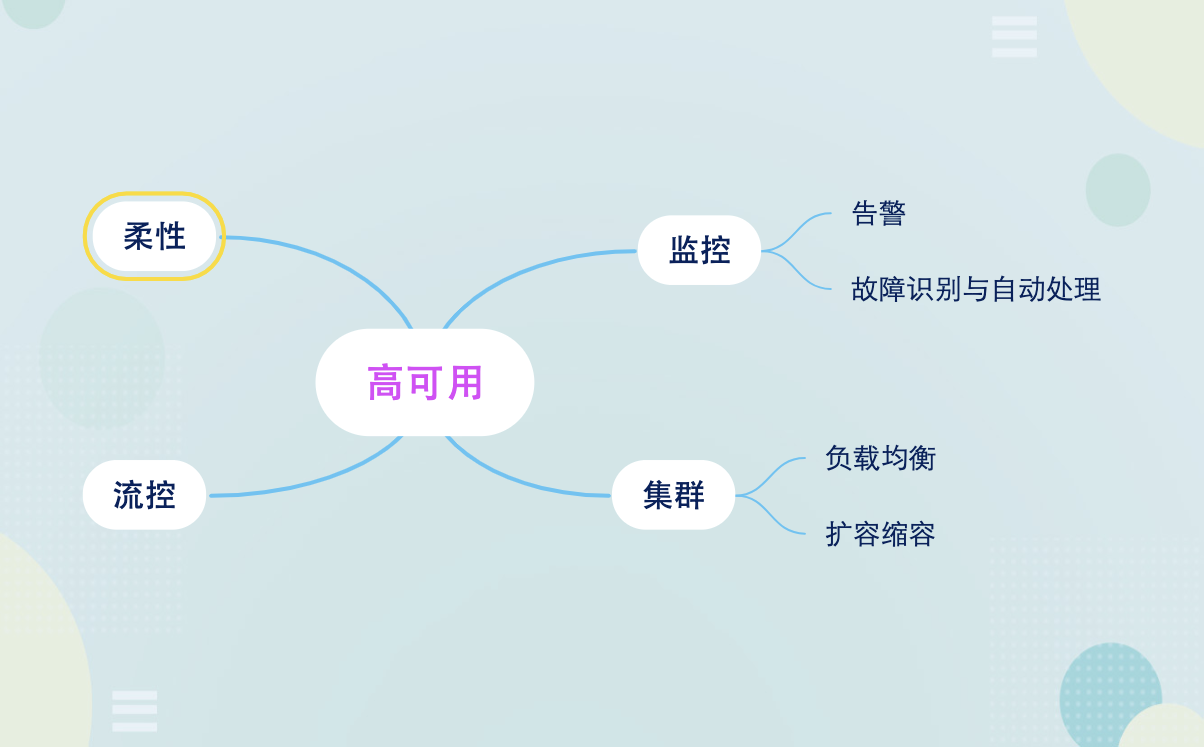 高可用
柔性
流控
监控
告警
故障识别与自动处理
集群
负载均衡
扩容缩容